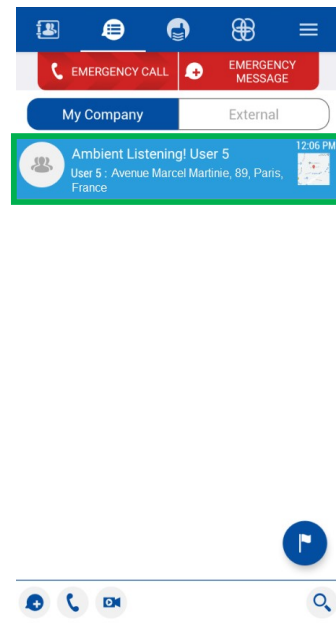 EMERGENCY CALL
EMERGENCY
MESSAGE
My Company
External
Ambient Listening! User 5
12:06 PM
User 5 : Avenue Marcel Martinie, 89, Paris,
France